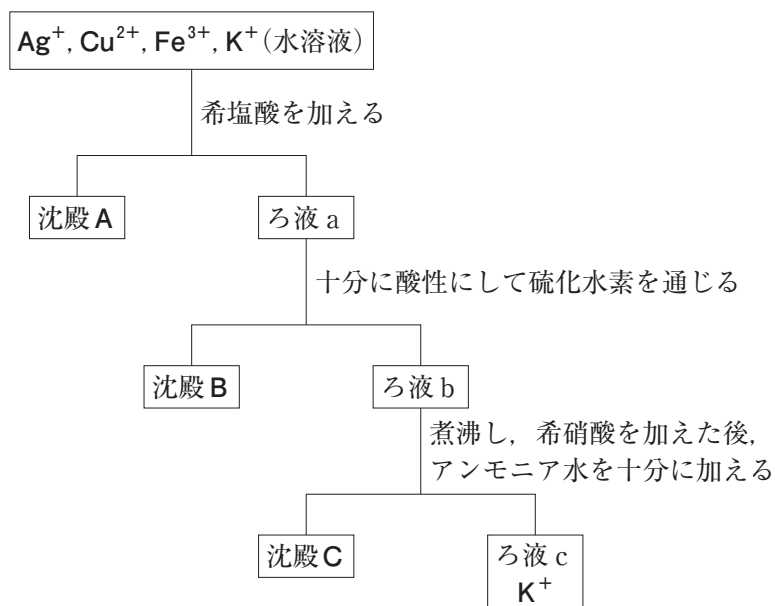 Ag⁺, Cu²⁺, Fe³⁺, K⁺(水溶液)
希塩酸を加える
沈殿A
ろ液a
十分に酸性にして硫化水素を通じる
沈殿B
ろ液b
煮沸し，希硝酸を加えた後，
アンモニア水を十分に加える
沈殿C
ろ液c
K⁺